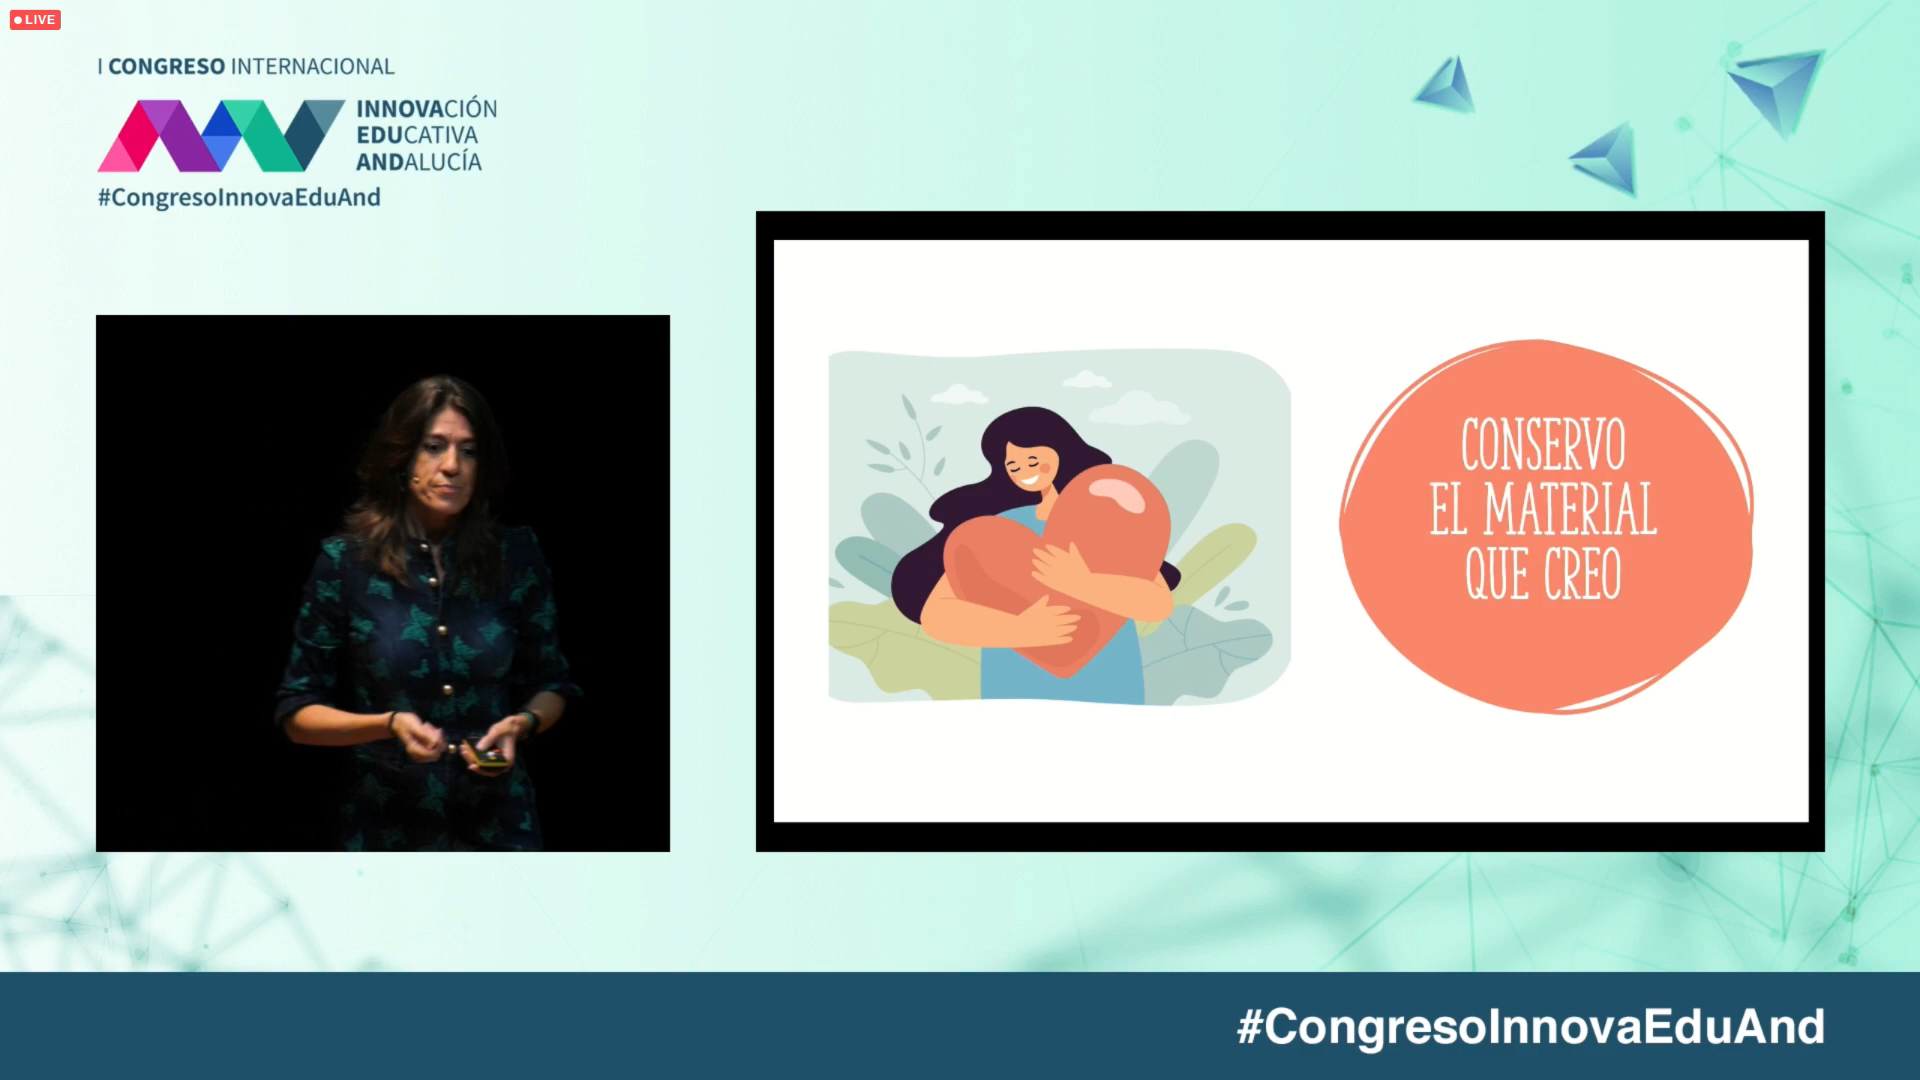 LIVE
I CONGRESO INTERNACIONAL
INNOVACIÓN
EDUCATIVA
ANDALUCÍA
#CongresoInnovaEduAnd
CONSERVO
EL MATERIAL
QUE CREO
#CongresoInnovaEduAnd